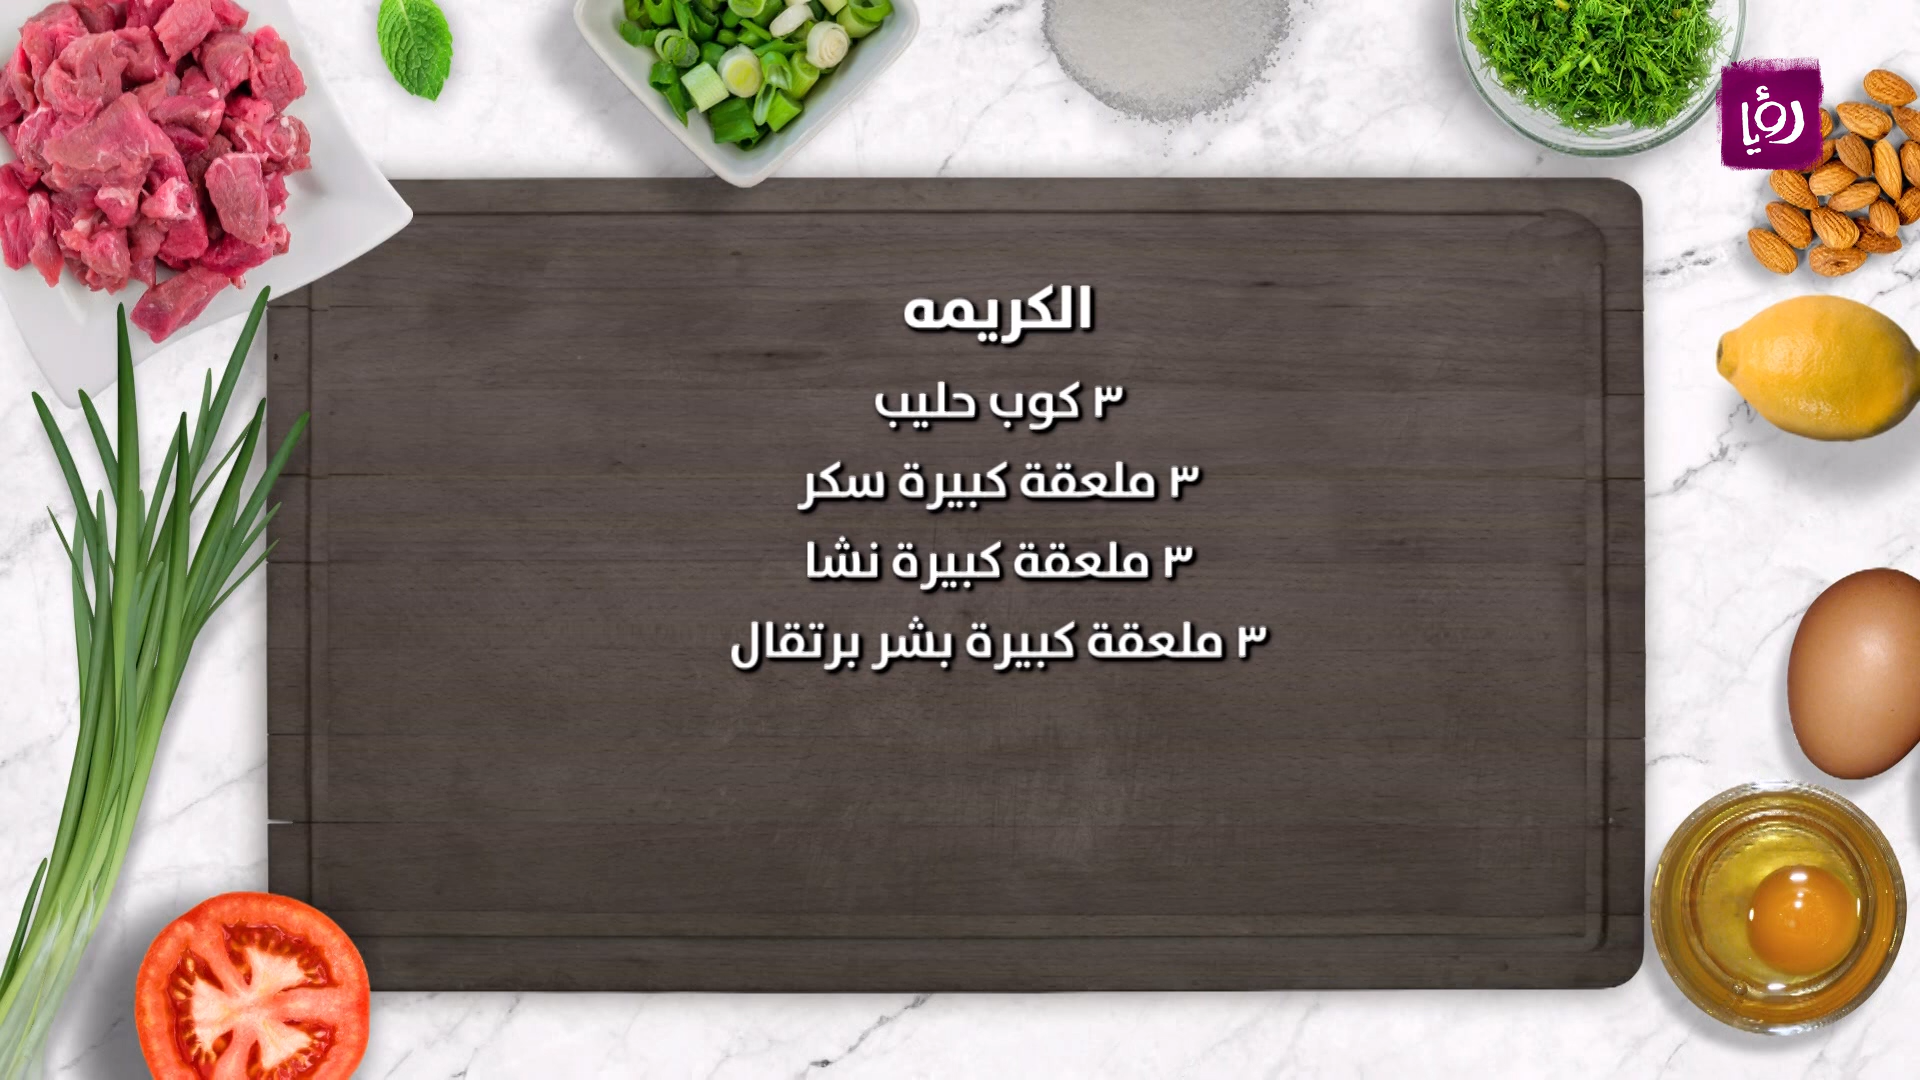 رؤيا
الكريمه
٣ كوب حليب
٣ ملعقة كبيرة سكر
٣ ملعقة كبيرة نشا
٣ ملعقة كبيرة بشر برتقال